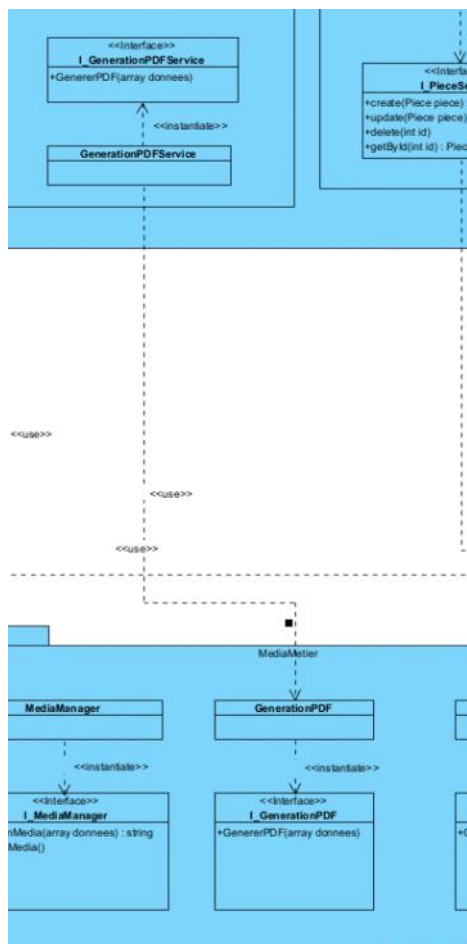 <<Interface>>
I_GenerationPDFService
+GenererPDF(array donnees)
<<instantiate>>
GenerationPDFService
<<Interfa
I_PieceSe
+create(Piece piece)
+update(Piece piece)
+delete(int id)
+getById(int id) : Piec
<<use>>
<<use>>
<<use>>
MediaMetier
MediaManager
<<instantiate>>
<<Interface>>
I_MediaManager
nMedia(array donnees) : string
Media()
GenerationPDF
<<instantiate>>
<<Interface>>
I_GenerationPDF
+GenererPDF(array donnees)